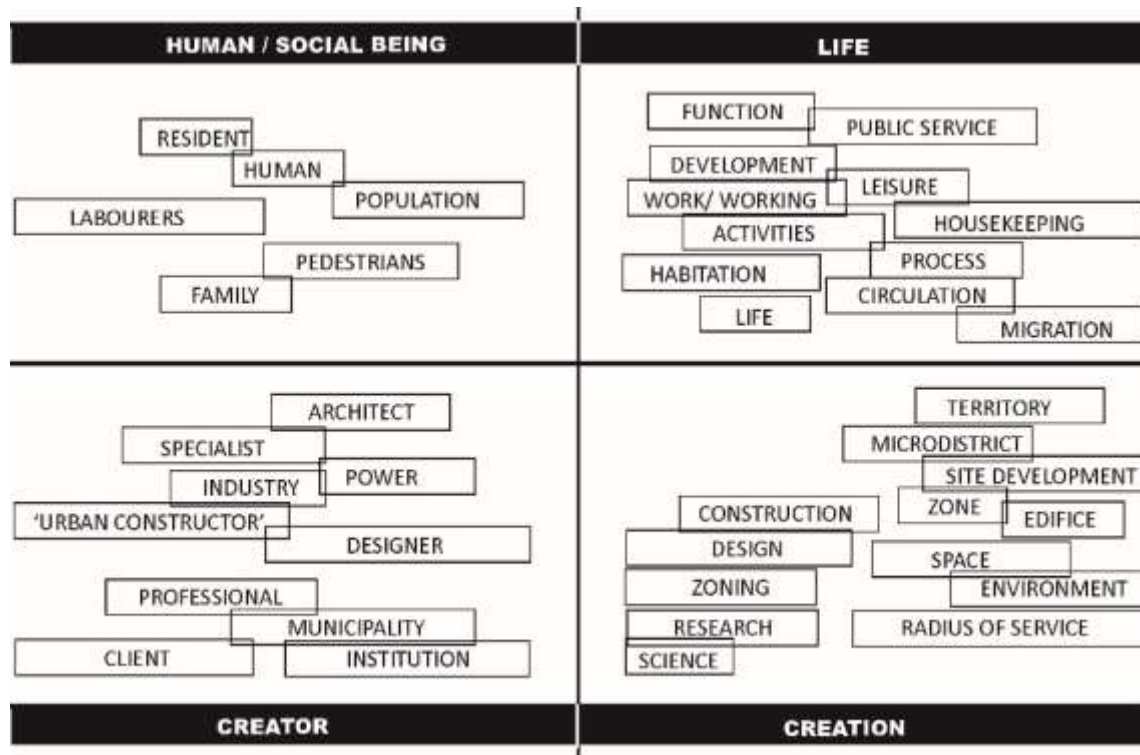 HUMAN / SOCIAL BEING
RESIDENT
HUMAN
POPULATION
LABOURERS
PEDESTRIANS
FAMILY
LIFE
FUNCTION
PUBLIC SERVICE
DEVELOPMENT
LEISURE
WORK/ WORKING
HOUSEKEEPING
ACTIVITIES
PROCESS
HABITATION
CIRCULATION
LIFE
MIGRATION
ARCHITECT
SPECIALIST
POWER
INDUSTRY
‘URBAN CONSTRUCTOR’
DESIGNER
PROFESSIONAL
MUNICIPALITY
CLIENT
INSTITUTION
CREATOR
TERRITORY
MICRODISTRICT
SITE DEVELOPMENT
ZONE
CONSTRUCTION
EDIFICE
DESIGN
SPACE
ZONING
ENVIRONMENT
RESEARCH
RADIUS OF SERVICE
SCIENCE
CREATION